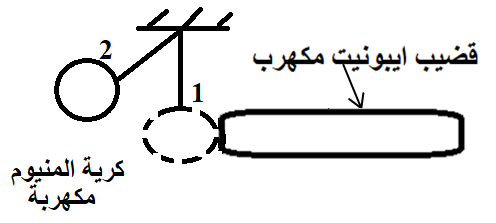 قضيب ايبونيت مكهرب
2
1
كرية المنيوم
مكهربة